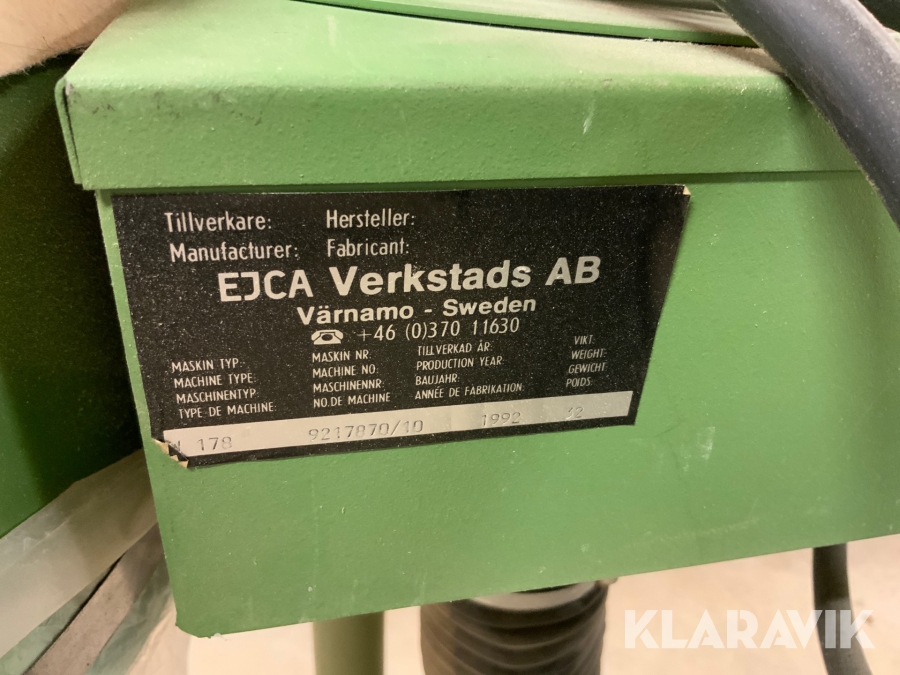 Tillverkare: Hersteller:
Manufacturer: Fabricant:
EJCA Verkstads AB
Värnamo - Sweden
☎ +46 (0)370 11630
MASKIN TYP: MASKIN NR: TILLVERKAD ÅR: VIKT:
MACHINE TYPE: MACHINE NO: PRODUCTION YEAR: WEIGHT:
MASCHINENTYP: MASCHINENNR: BAUJAHR: GEWICHT
TYPE DE MACHINE: NO.DE MACHINE ANNÉE DE FABRIKATION: POIDS:
178 9217870/10 1992
KLARAVIK